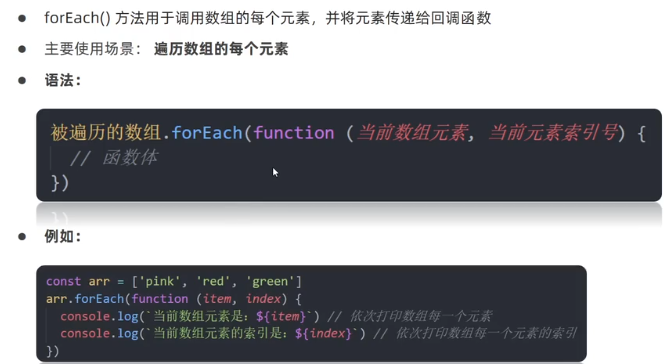 forEach() 方法用于调用数组的每个元素，并将元素传递给回调函数
主要使用场景： 遍历数组的每个元素
语法：
被遍历的数组.forEach(function (当前数组元素, 当前元素索引号) {
// 函数体
})
例如：
const arr = ['pink', 'red', 'green']
arr.forEach(function (item, index) {
console.log(`当前数组元素是：${item}`) // 依次打印数组每一个元素
console.log(`当前数组元素的索引是：${index}`) // 依次打印数组每一个元素的索引
})